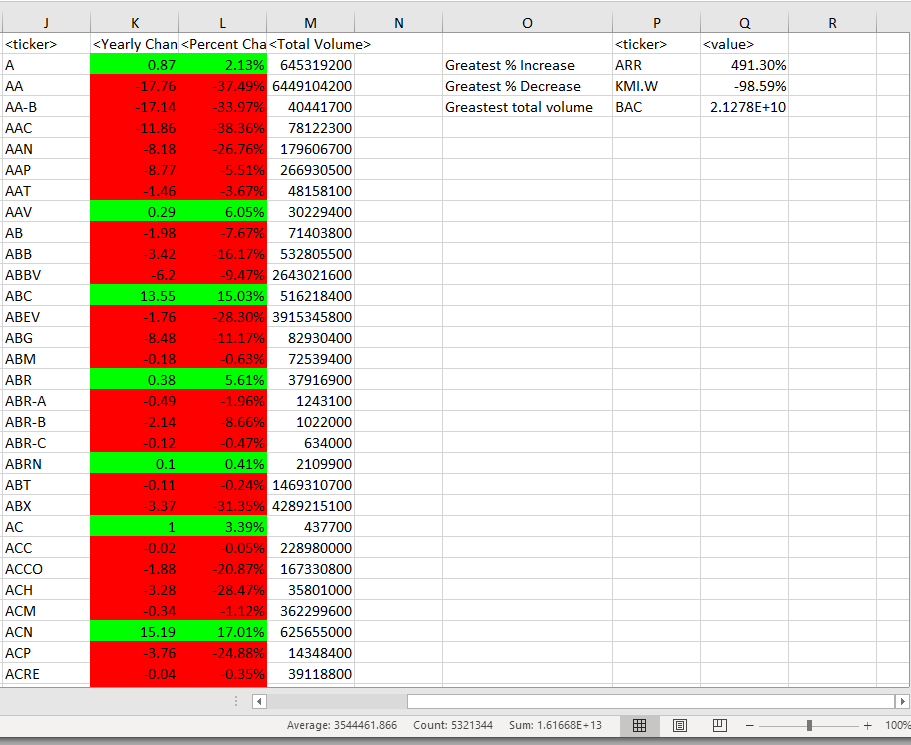 J K L M N O P Q R
<ticker> <Yearly Chan <Percent Cha <Total Volume> <ticker> <value>
A 0.87 2.13% 645319200 Greatest % Increase ARR 491.30%
AA -17.76 -37.49% 6449104200 Greatest % Decrease KMI.W -98.59%
AA-B -17.14 -33.97% 40441700 Greastest total volume BAC 2.1278E+10
AAC -11.86 -38.36% 78122300
AAN -8.18 -26.76% 179606700
AAP -8.77 -5.51% 266930500
AAT -1.46 -3.67% 48158100
AAV 0.29 6.05% 30229400
AB -1.98 -7.67% 71403800
ABB -3.42 -16.17% 532805500
ABBV -6.2 -9.47% 2643021600
ABC 13.55 15.03% 516218400
ABEV -1.76 -28.30% 3915345800
ABG -8.48 -11.17% 82930400
ABM -0.18 -0.63% 72539400
ABR 0.38 5.61% 37916900
ABR-A -0.49 -1.96% 1243100
ABR-B -2.14 -8.66% 1022000
ABR-C -0.12 -0.47% 634000
ABRN 0.1 0.41% 2109900
ABT -0.11 -0.24% 1469310700
ABX -3.37 -31.35% 4289215100
AC 1 3.39% 437700
ACC -0.02 -0.05% 228980000
ACCO -1.88 -20.87% 167330800
ACH -3.28 -28.47% 35801000
ACM -0.34 -1.12% 362299600
ACN 15.19 17.01% 625655000
ACP -3.76 -24.88% 14348400
ACRE -0.04 -0.35% 39118800
Average: 3544461.866 Count: 5321344 Sum: 1.61668E+13 100%